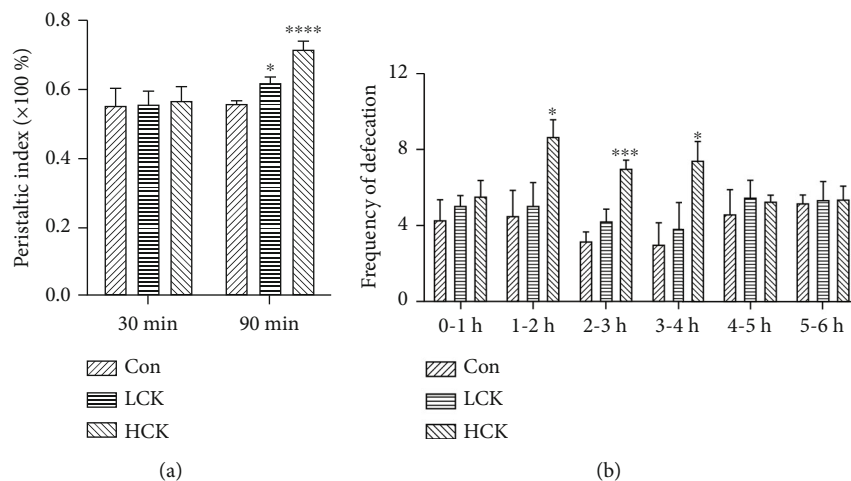 Peristaltic index (×100 %)
0.8
0.6
0.4
0.2
0.0
*
****
30 min
90 min
Con
LCK
HCK
(a)
Frequency of defecation
12
8
4
0
*
***
*
0-1 h
1-2 h
2-3 h
3-4 h
4-5 h
5-6 h
Con
LCK
HCK
(b)